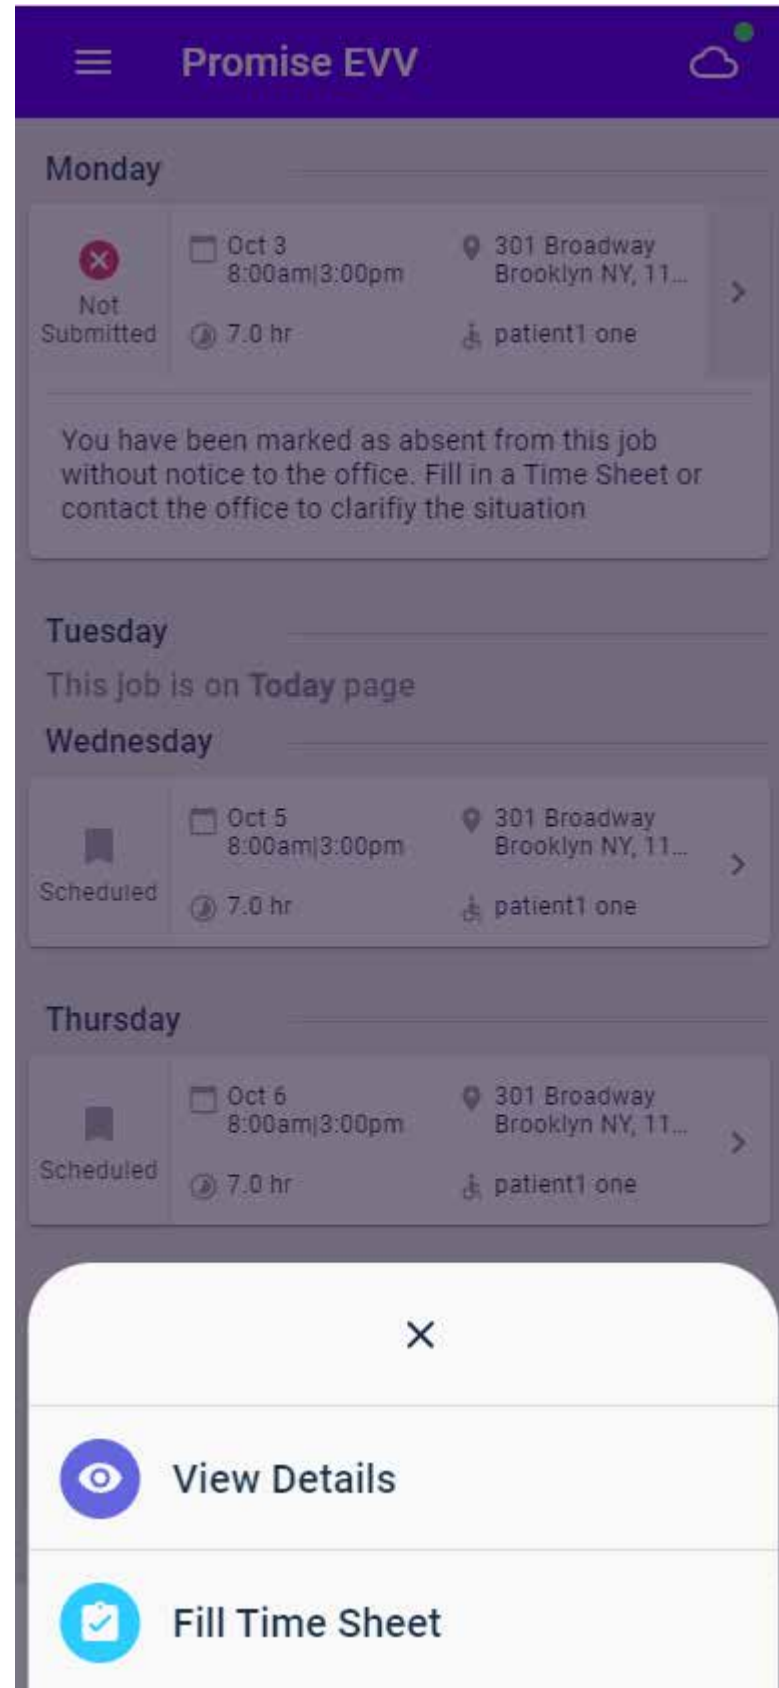 Promise EVV
Monday
Not
Submitted
Oct 3
8:00am|3:00pm
7.0 hr
301 Broadway
Brooklyn NY, 11...
patient1 one
You have been marked as absent from this job
without notice to the office. Fill in a Time Sheet or
contact the office to clarifiy the situation
Tuesday
This job is on Today page
Wednesday
Scheduled
Oct 5
8:00am|3:00pm
7.0 hr
301 Broadway
Brooklyn NY, 11...
patient1 one
Thursday
Scheduled
Oct 6
8:00am|3:00pm
7.0 hr
301 Broadway
Brooklyn NY, 11...
patient1 one
View Details
Fill Time Sheet